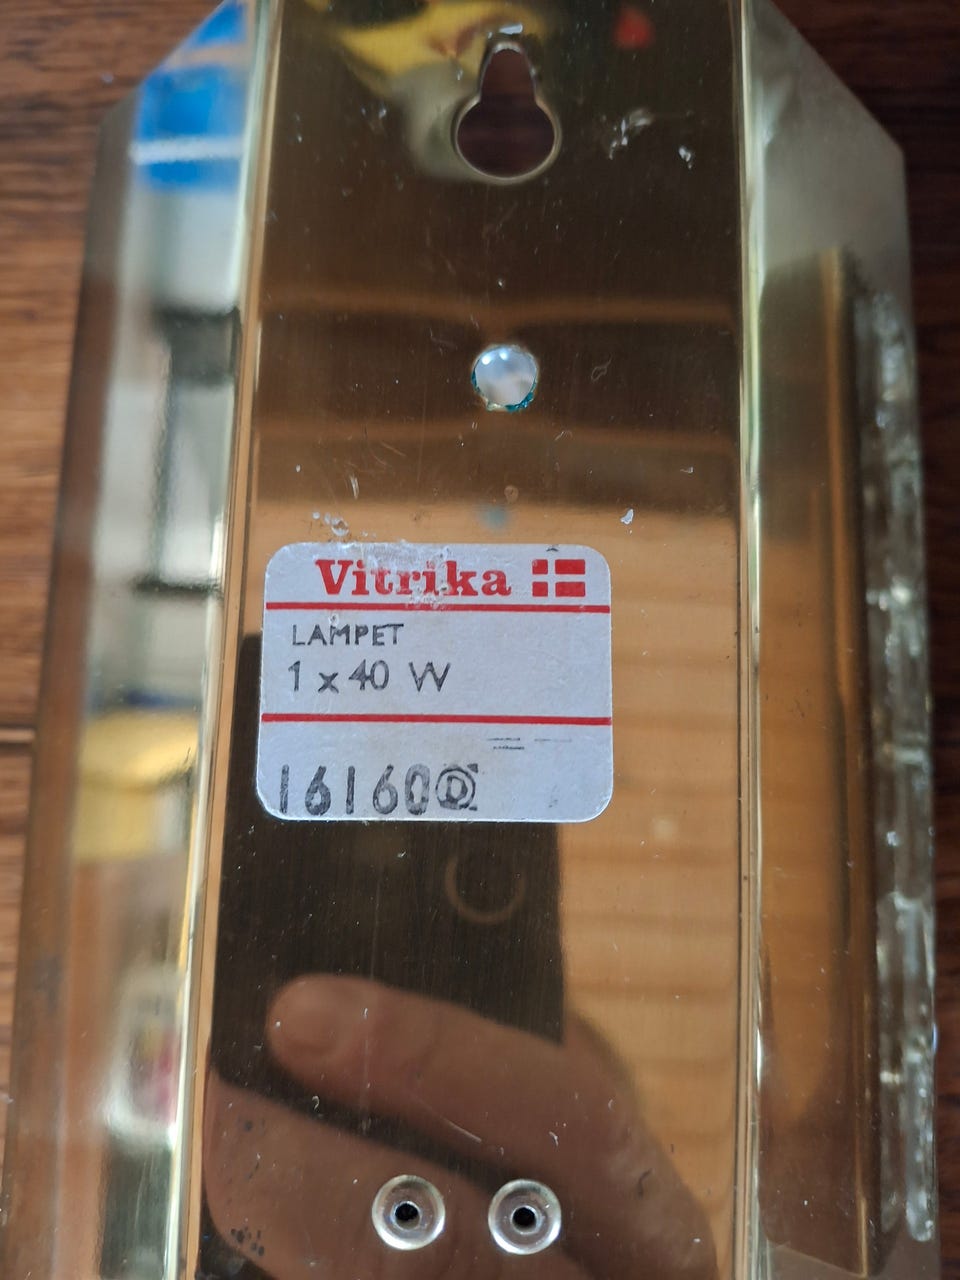 Vitrika
LAMPET
1 x 40 W
16160 Ⓓ